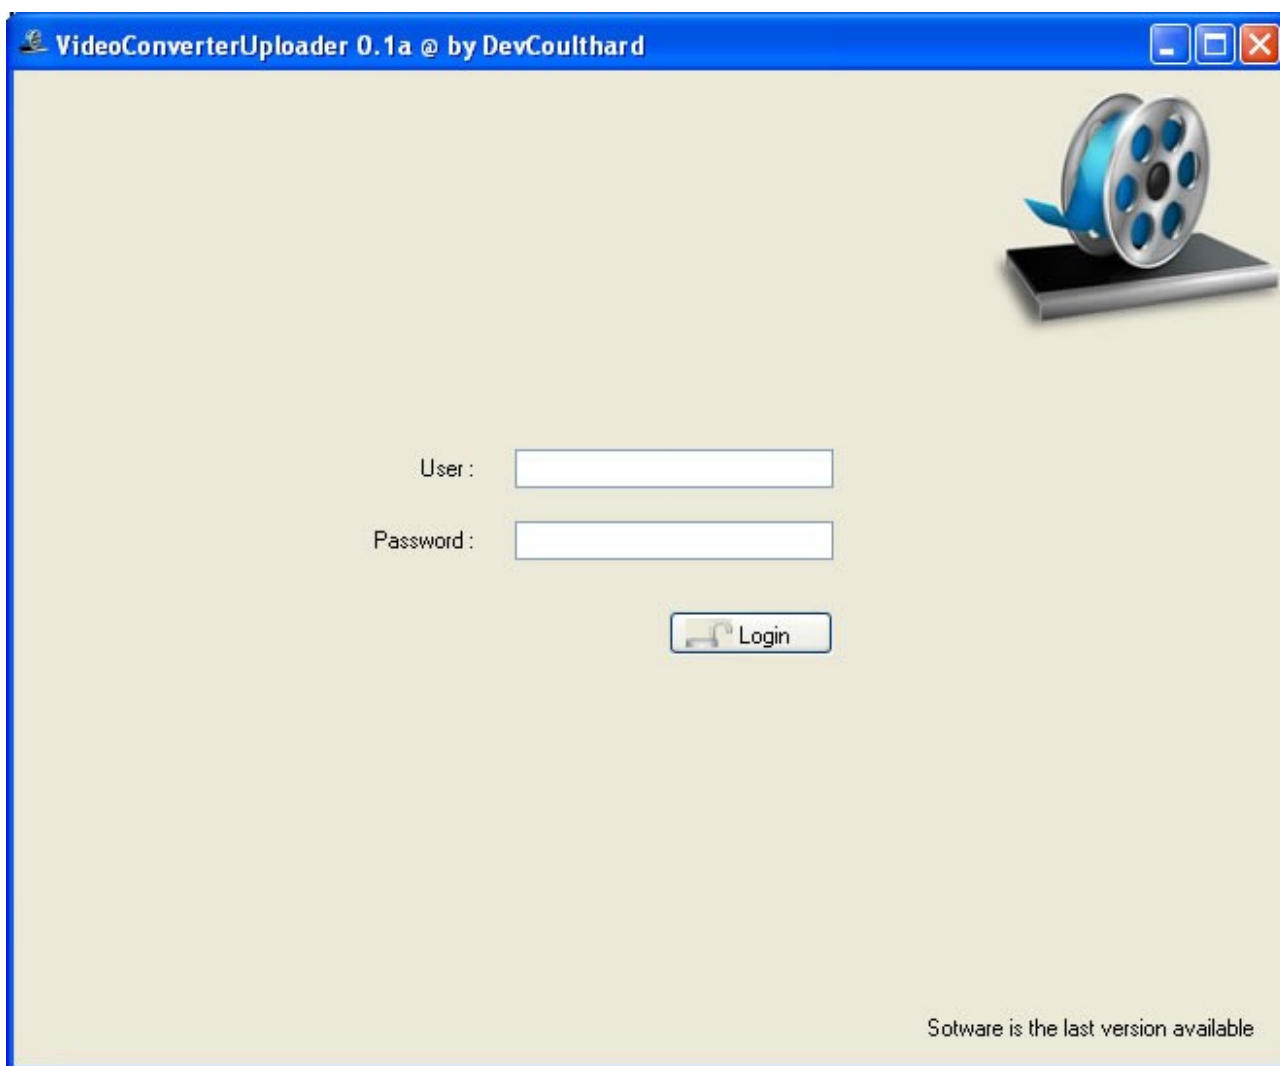 VideoConverterUploader 0.1a @ by DevCoulthard
User :
Password :
Login
Sotware is the last version available